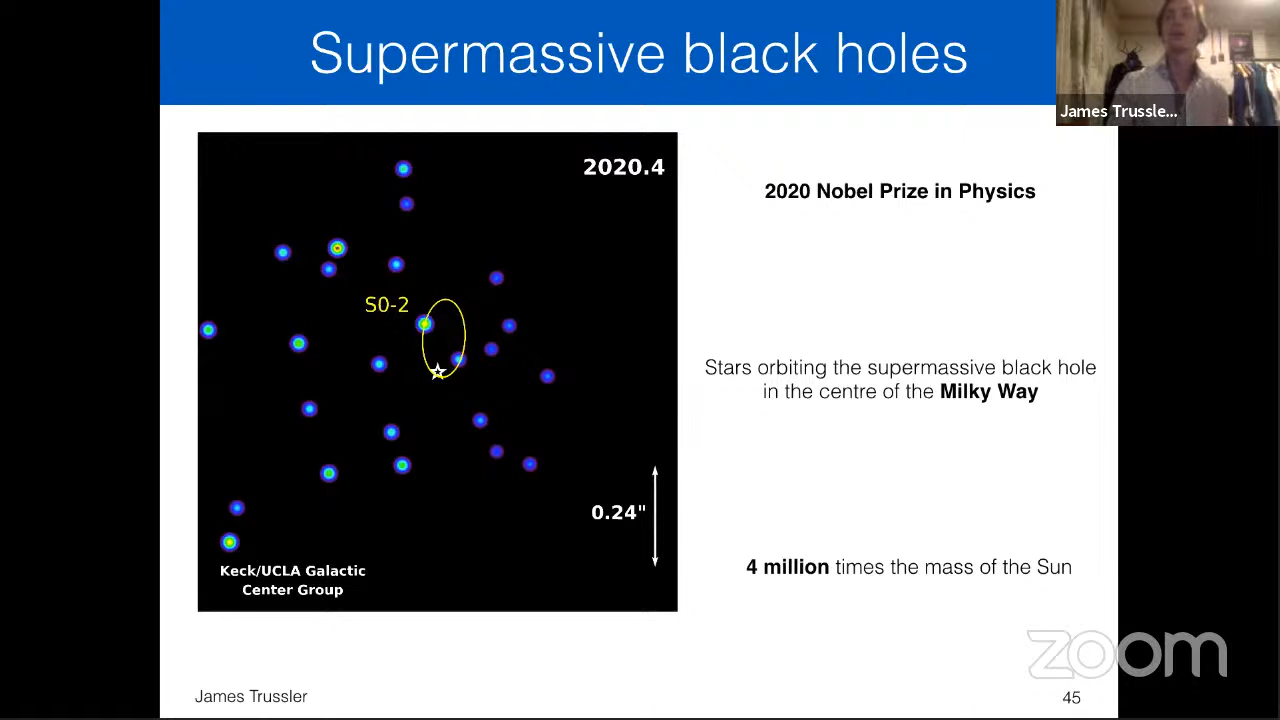 Supermassive black holes
James Trussle...
2020.4
2020 Nobel Prize in Physics
S0-2
Stars orbiting the supermassive black hole
in the centre of the Milky Way
0.24"
4 million times the mass of the Sun
Keck/UCLA Galactic
Center Group
zoom
James Trussler
45